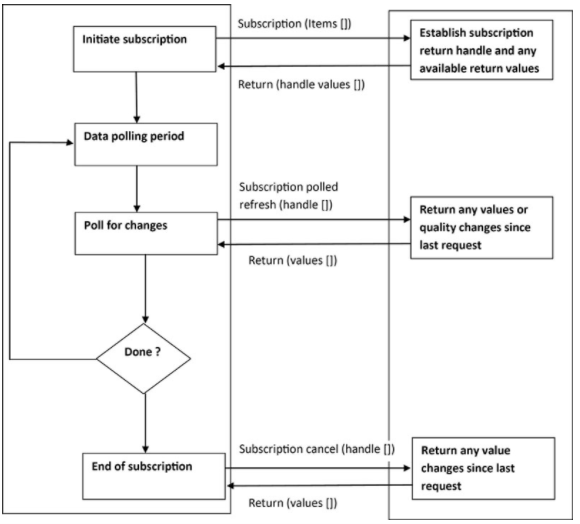 Subscription (Items [])
Initiate subscription
Establish subscription
return handle and any
available return values
Return (handle values [])
Data polling period
Subscription polled
refresh (handle [])
Poll for changes
Return any values or
quality changes since
last request
Return (values [])
Done ?
Subscription cancel (handle [])
End of subscription
Return any value
changes since last
request
Return (values [])